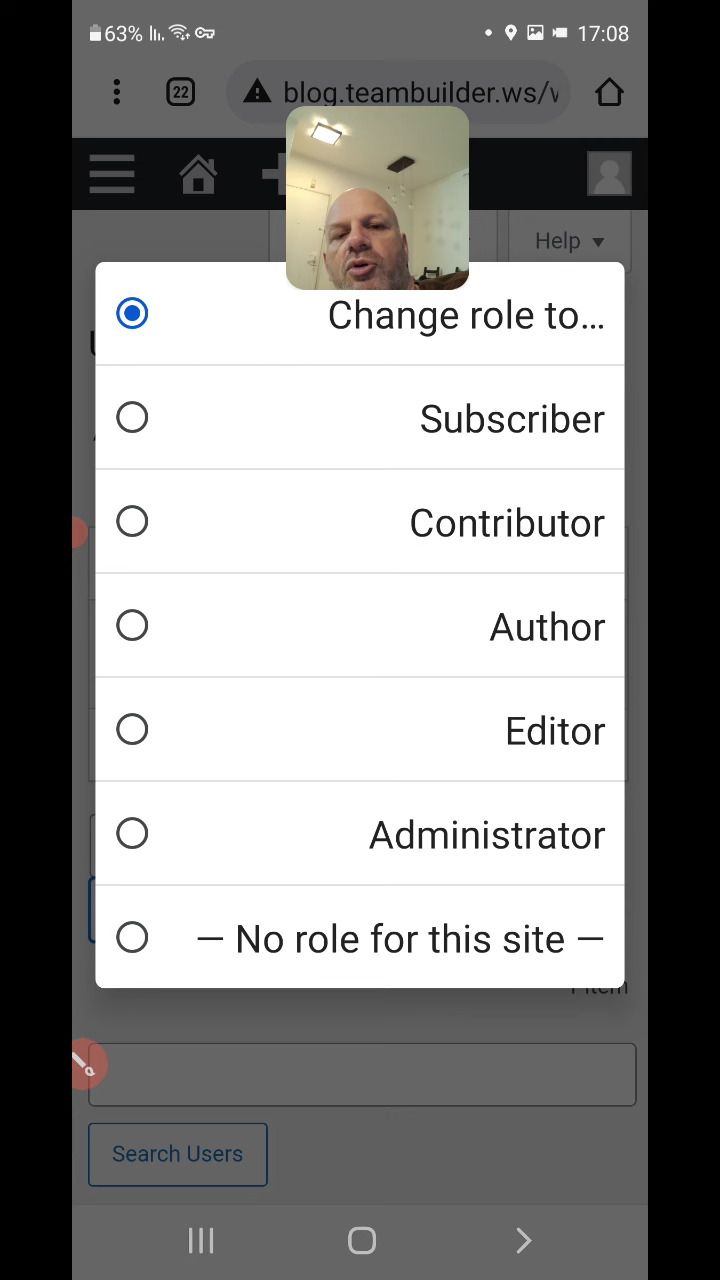 63% 17:08
22 blog.teambuilder.ws/v
Help
Change role to...
Subscriber
Contributor
Author
Editor
Administrator
— No role for this site —
Search Users